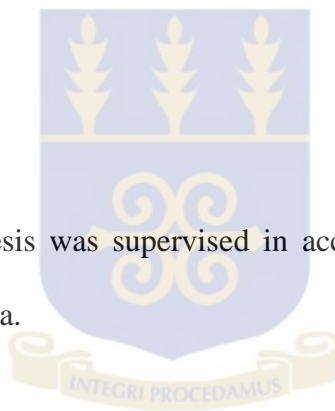 esis was supervised in acc
a.
INTEGRI PROCEDAMUS